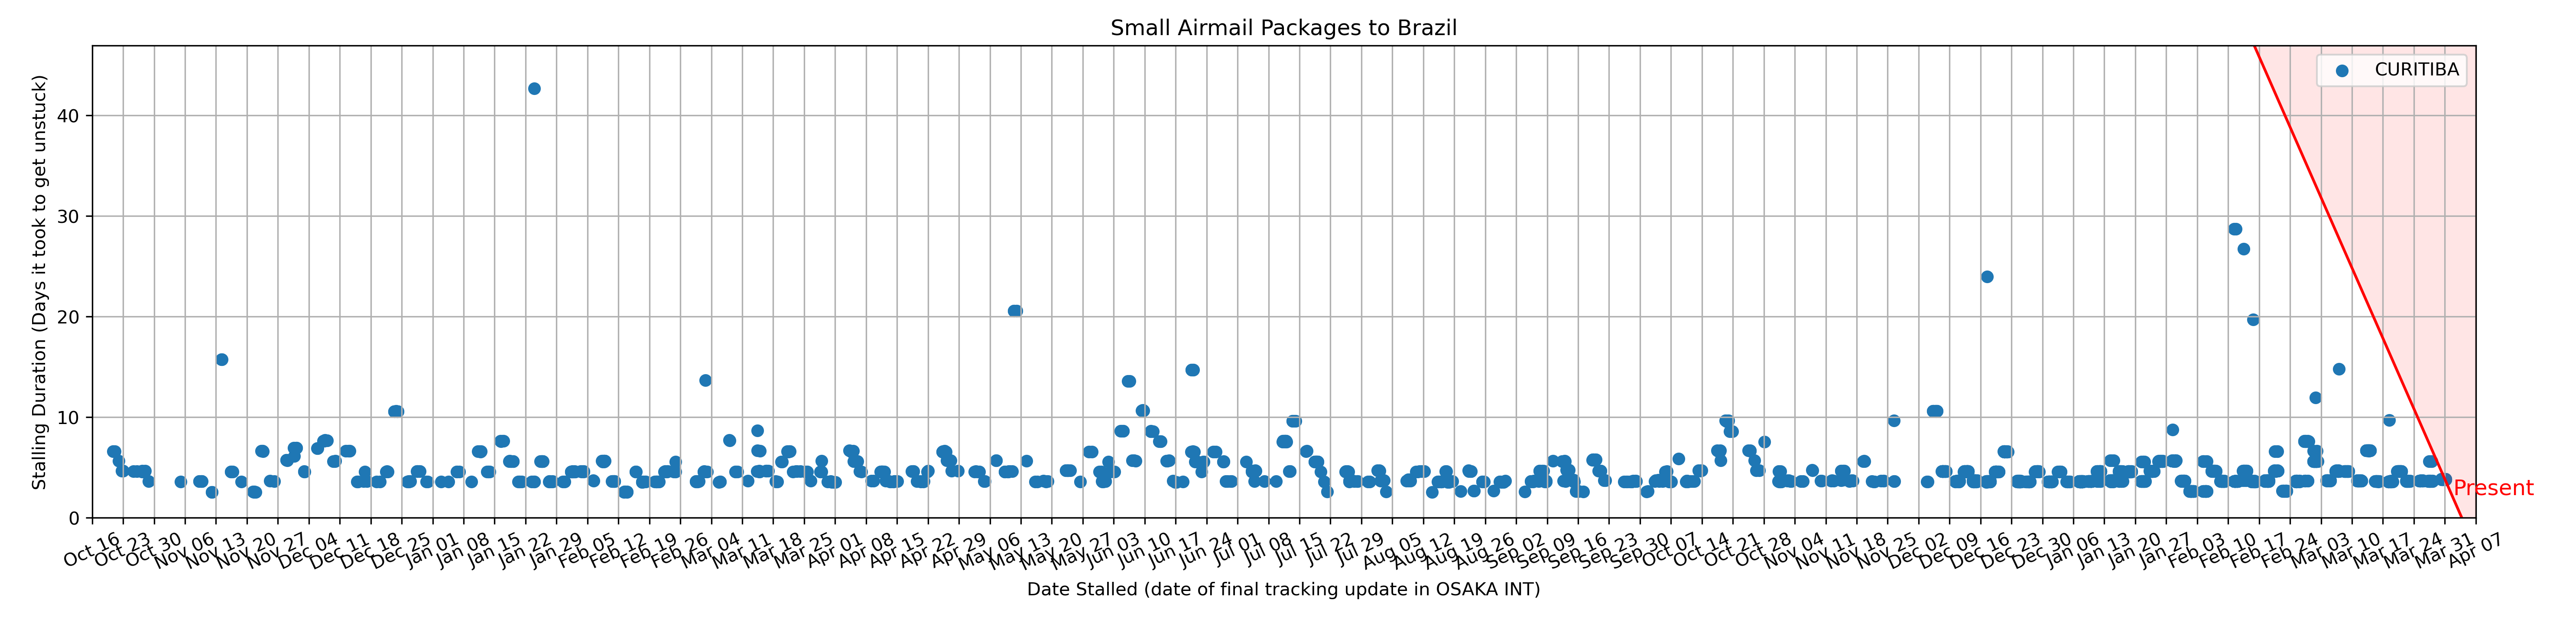 Small Airmail Packages to Brazil
CURITIBA
Stalling Duration (Days it took to get unstuck)
40
30
20
10
0
Present
Oct 16 Oct 23 Oct 30 Nov 06 Nov 13 Nov 20 Nov 27 Dec 04 Dec 11 Dec 18 Dec 25 Jan 01 Jan 08 Jan 15 Jan 22 Jan 29 Feb 05 Feb 12 Feb 19 Feb 26 Mar 04 Mar 11 Mar 18 Mar 25 Apr 01 Apr 08 Apr 15 Apr 22 Apr 29 May 06 May 13 May 20 May 27 Jun 03 Jun 10 Jun 17 Jun 24 Jul 01 Jul 08 Jul 15 Jul 22 Jul 29 Aug 05 Aug 12 Aug 19 Aug 26 Sep 02 Sep 09 Sep 16 Sep 23 Sep 30 Oct 07 Oct 14 Oct 21 Oct 28 Nov 04 Nov 11 Nov 18 Nov 25 Dec 02 Dec 09 Dec 16 Dec 23 Dec 30 Jan 06 Jan 13 Jan 20 Jan 27 Feb 03 Feb 10 Feb 17 Feb 24 Mar 03 Mar 10 Mar 17 Mar 24 Mar 31 Apr 07
Date Stalled (date of final tracking update in OSAKA INT)